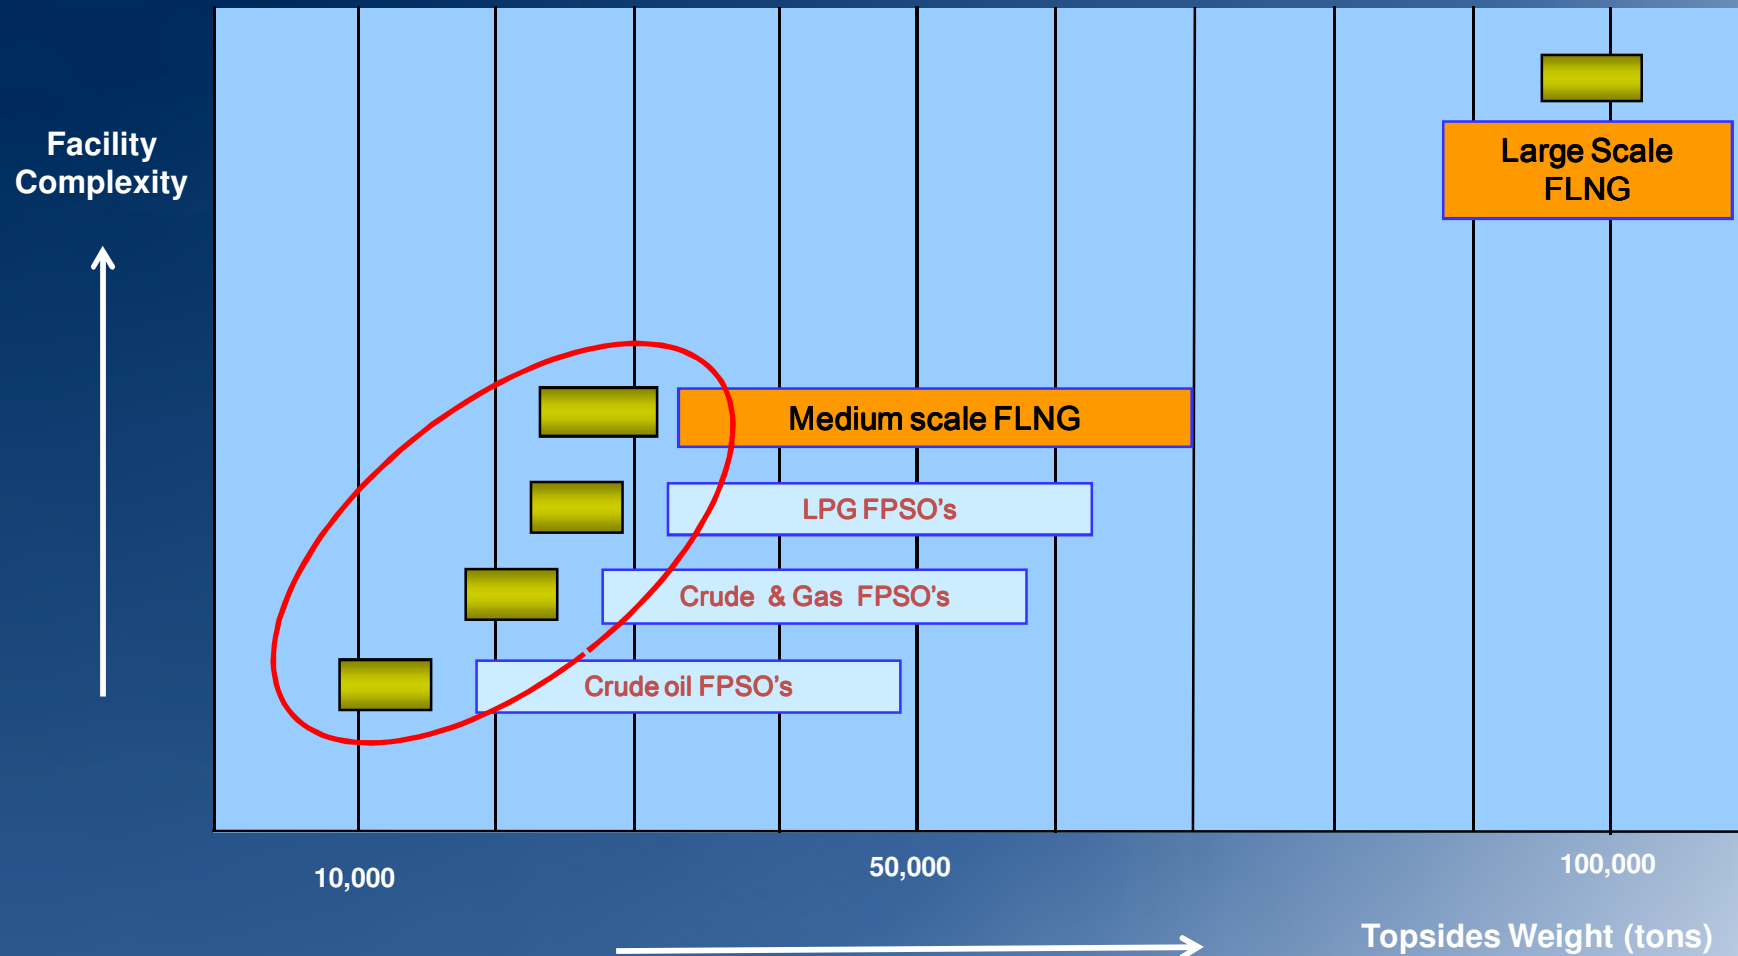 Facility
Complexity
Large Scale
FLNG
Medium scale FLNG
LPG FPSO's
Crude & Gas FPSO's
Crude oil FPSO's
10,000
50,000
100,000
Topsides Weight (tons)